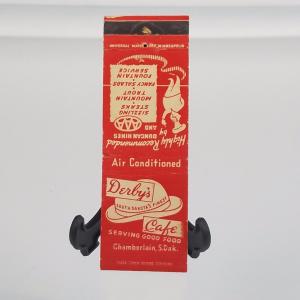 Highly Recommended
by
DUNCAN HINES
AND
AAA
SIZZLING
STEAKS
MOUNTAIN
TROUT
FANCY SALADS
FOUNTAIN
SERVICE
Air Conditioned
Derby's
SOUTH DAKOTA'S FINEST
Cafe
SERVING GOOD FOOD
Chamberlain, S.Dak.